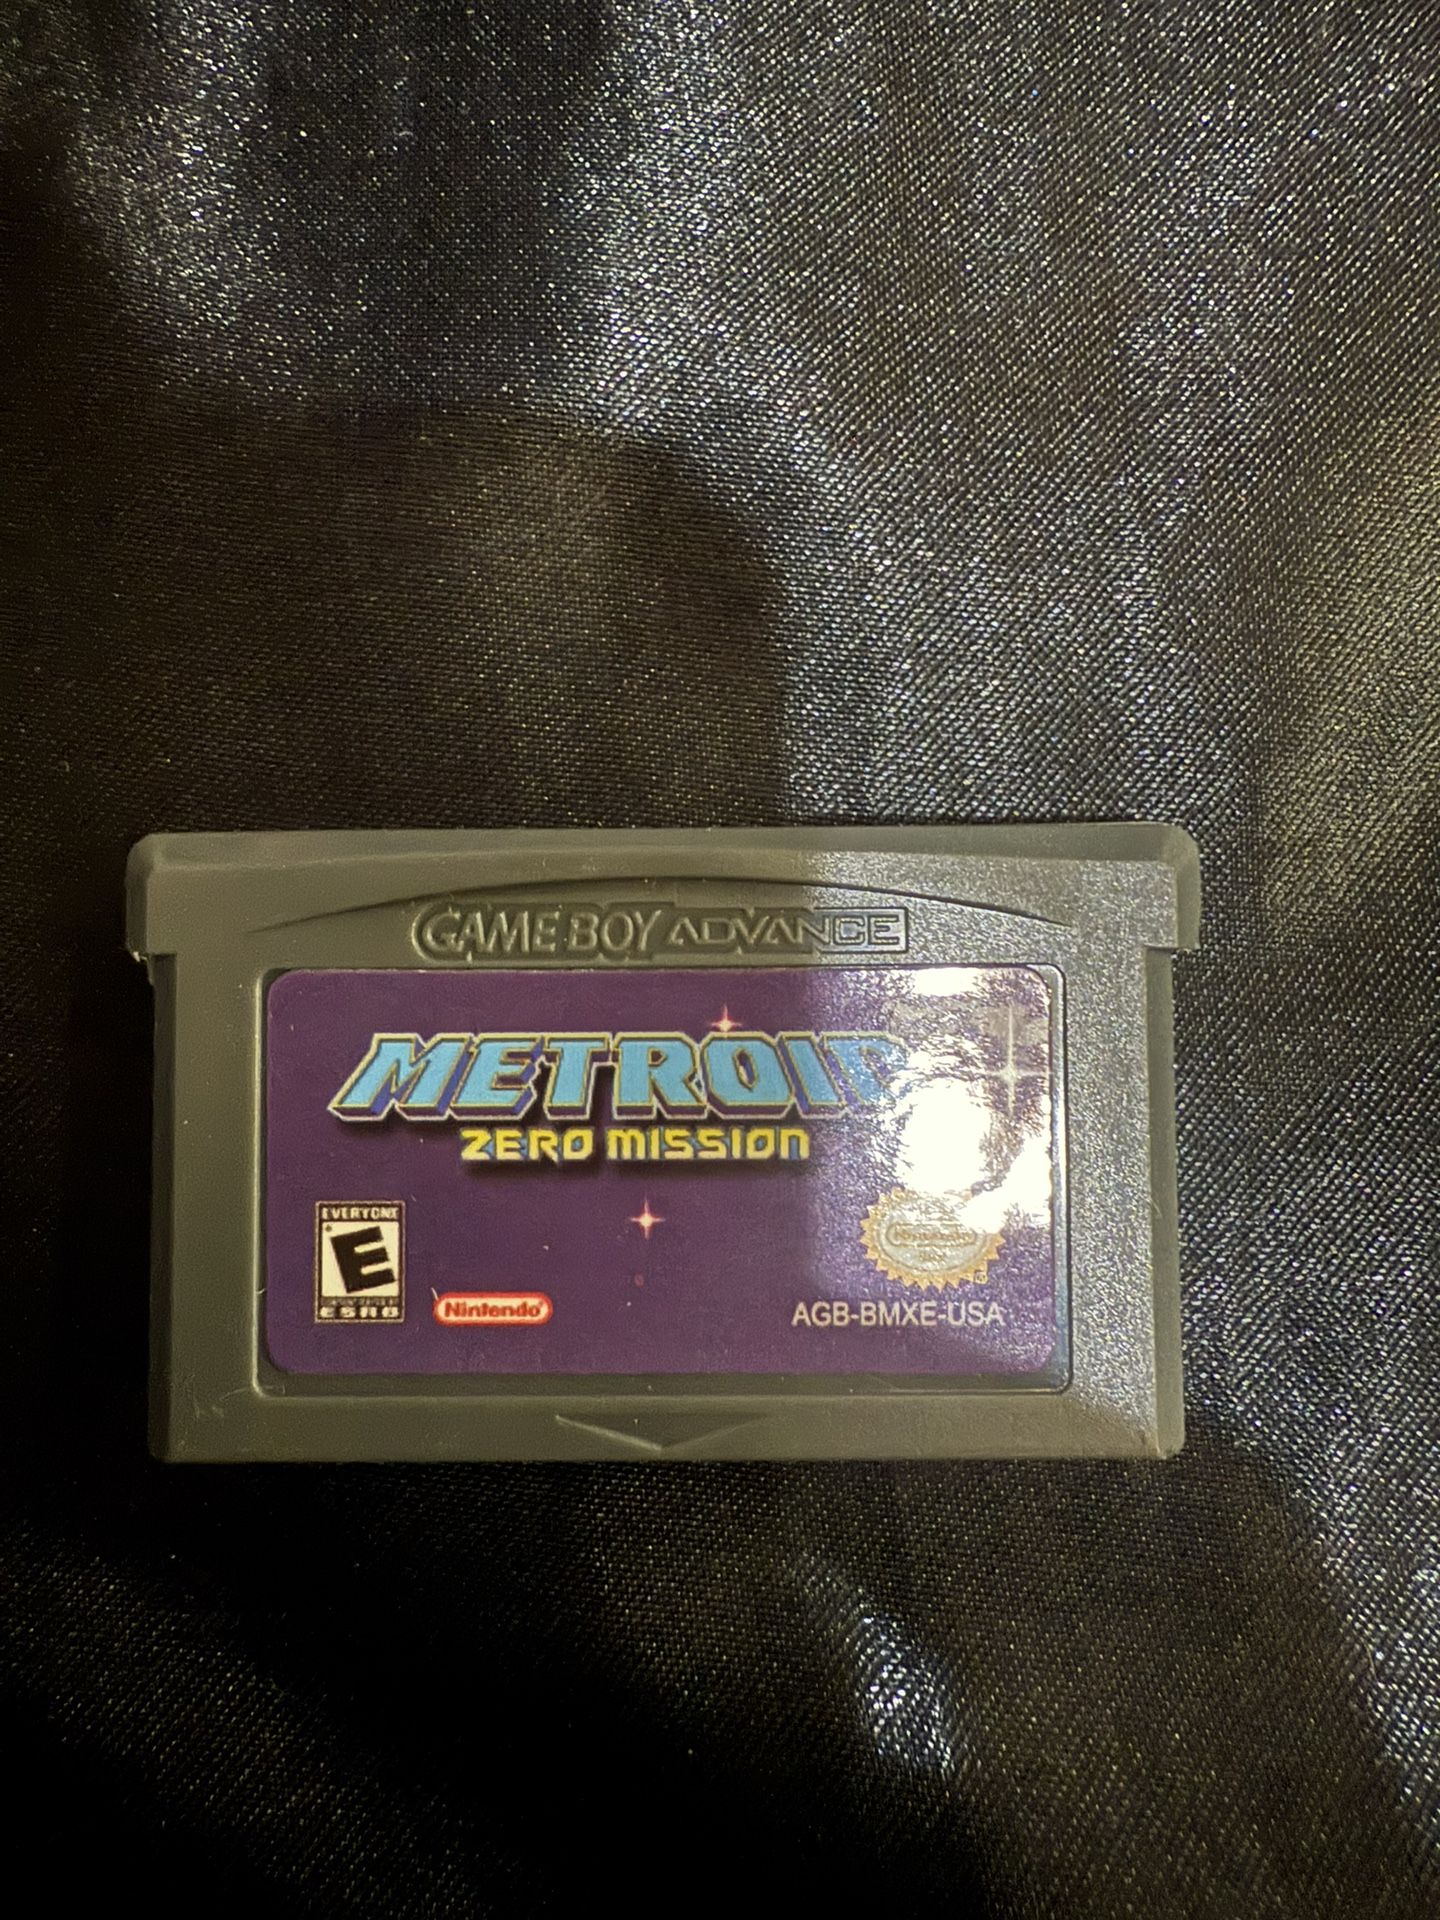 GAME BOY ADVANCE
METROID
ZERO MISSION
EVERYONE
E
ESRB
Nintendo
AGB-BMXE-USA